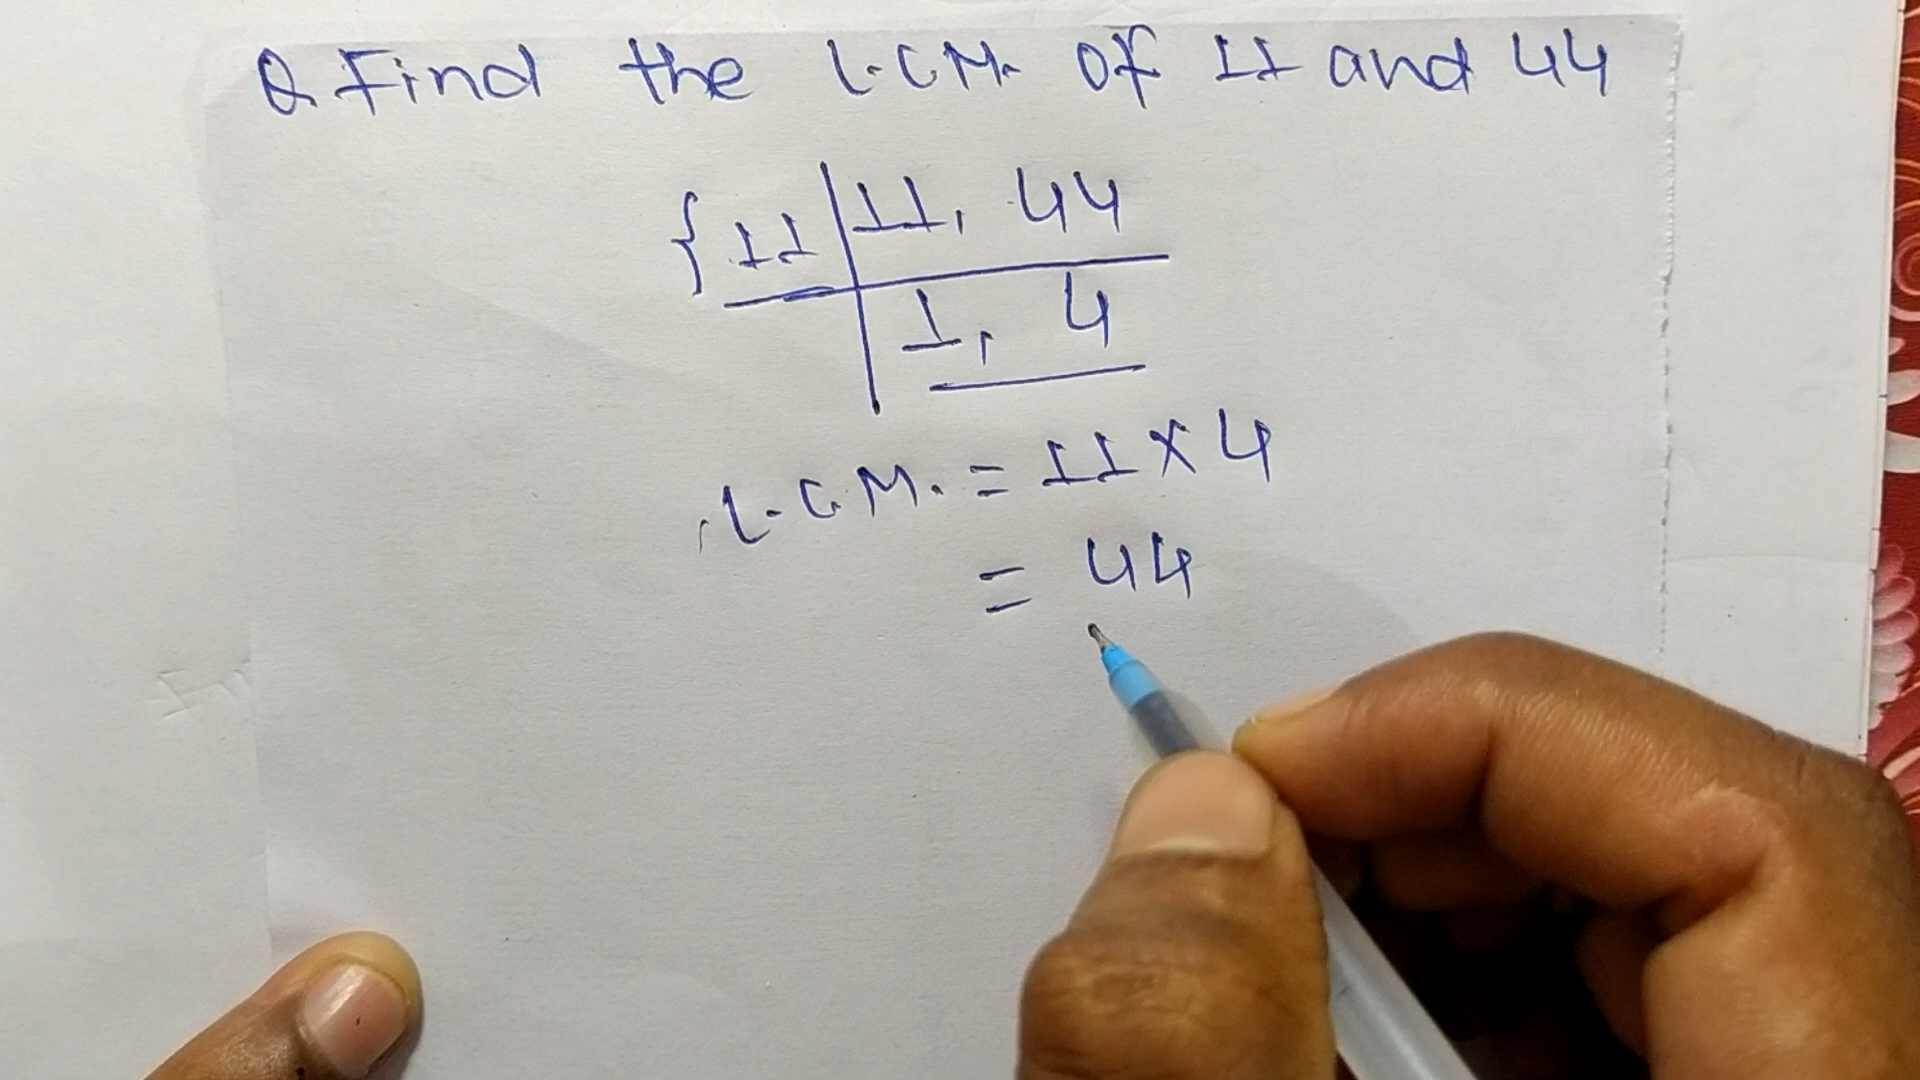 Q. Find the L.C.M. of 11 and 44
{ 11 | 11, 44
1, 4
L.C.M. = 11 × 4
= 44